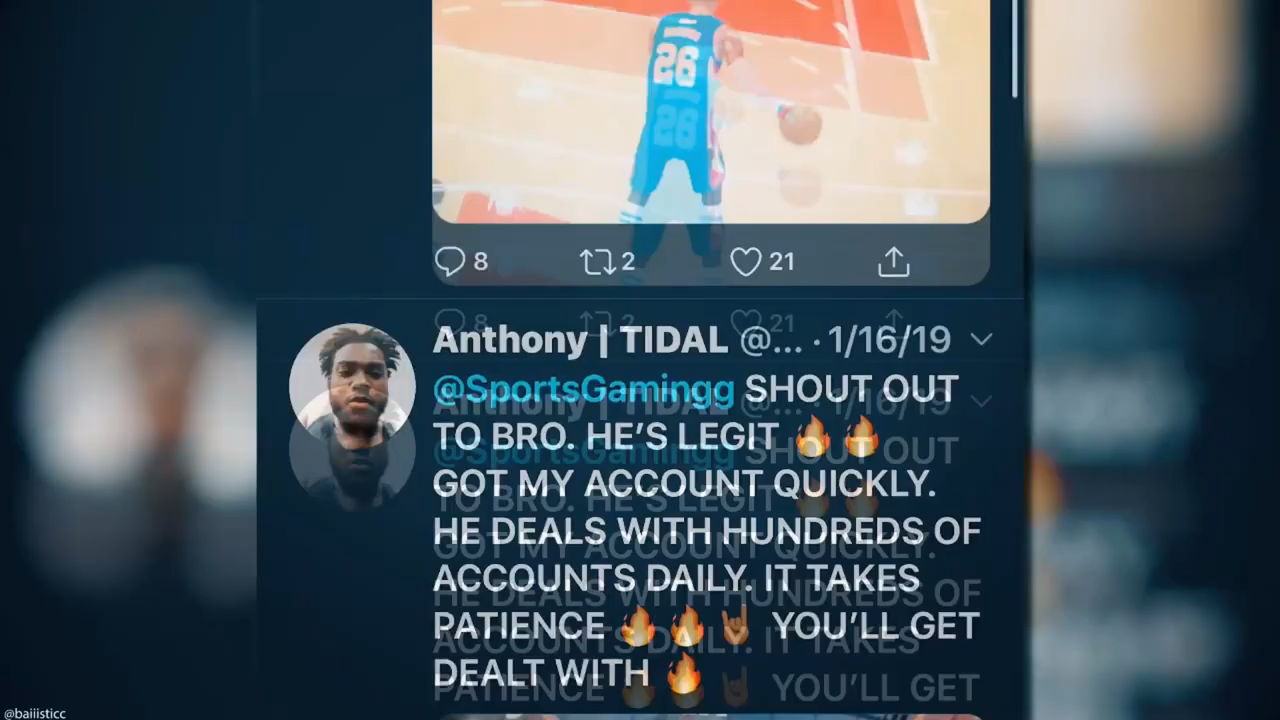 26
8 2 21
Anthony | TIDAL @... · 1/16/19
@SportsGamingg SHOUT OUT
TO BRO. HE'S LEGIT 🔥 🔥
GOT MY ACCOUNT QUICKLY.
HE DEALS WITH HUNDREDS OF
ACCOUNTS DAILY. IT TAKES
PATIENCE 🔥 🔥 🤘🏾 YOU'LL GET
DEALT WITH 🔥
@baiiisticc